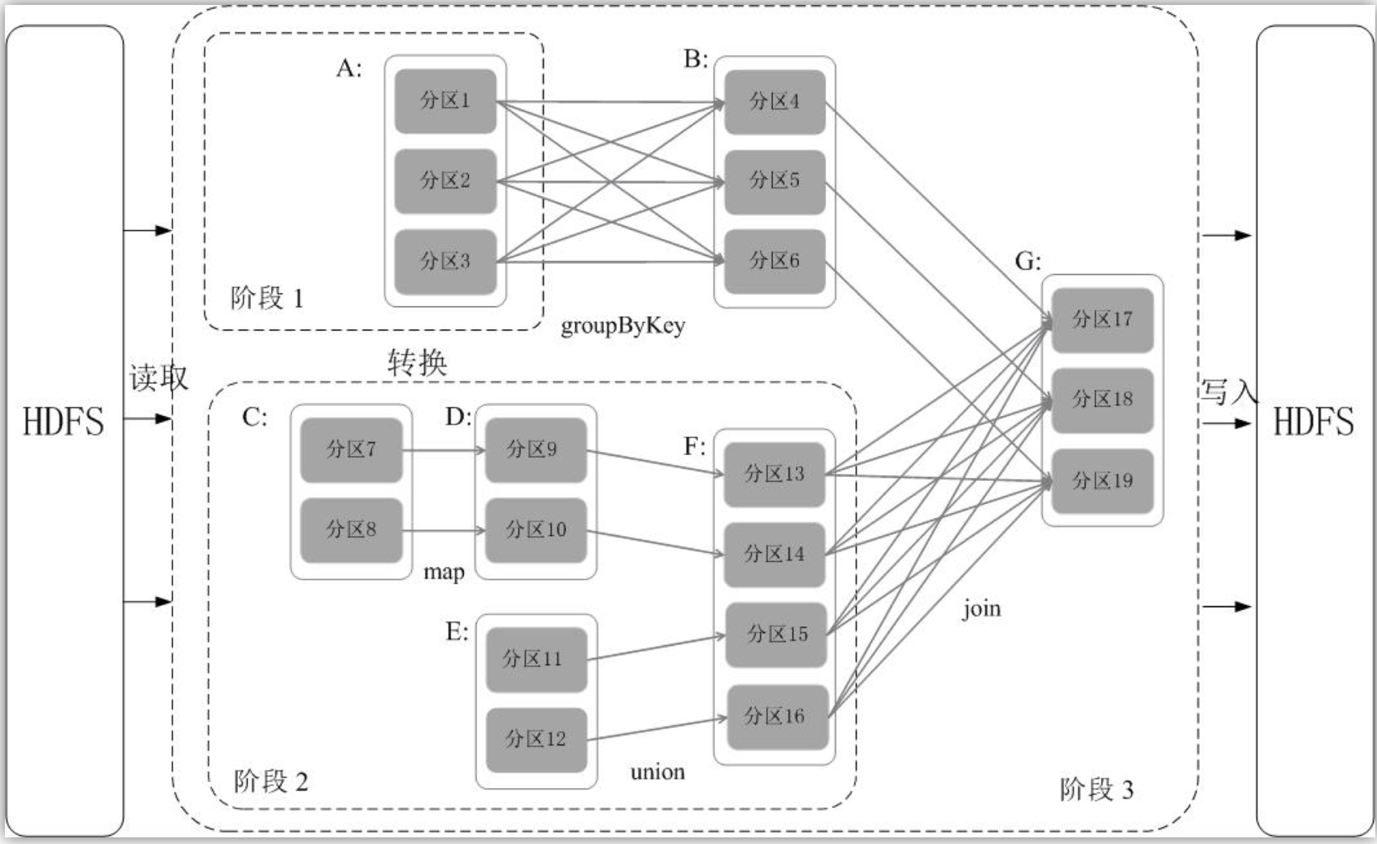 HDFS
读取
A:
分区1
分区2
分区3
阶段 1
B:
分区4
分区5
分区6
groupByKey
转换
C:
分区7
分区8
map
D:
分区9
分区10
E:
分区11
分区12
union
F:
分区13
分区14
分区15
分区16
阶段 2
G:
分区17
分区18
分区19
join
阶段 3
写入
HDFS